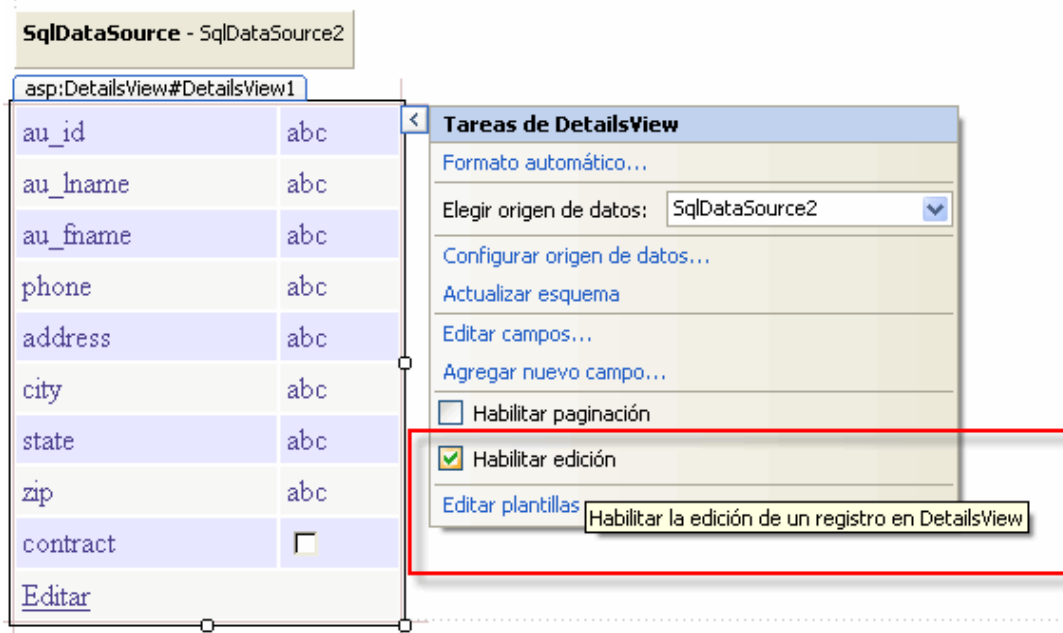 SqlDataSource - SqlDataSource2
asp:DetailsView#DetailsView1
au_id abc
au_lname abc
au_fname abc
phone abc
address abc
city abc
state abc
zip abc
contract
Editar
Tareas de DetailsView
Formato automático...
Elegir origen de datos: SqlDataSource2
Configurar origen de datos...
Actualizar esquema
Editar campos...
Agregar nuevo campo...
Habilitar paginación
Habilitar edición
Editar plantillas
Habilitar la edición de un registro en DetailsView